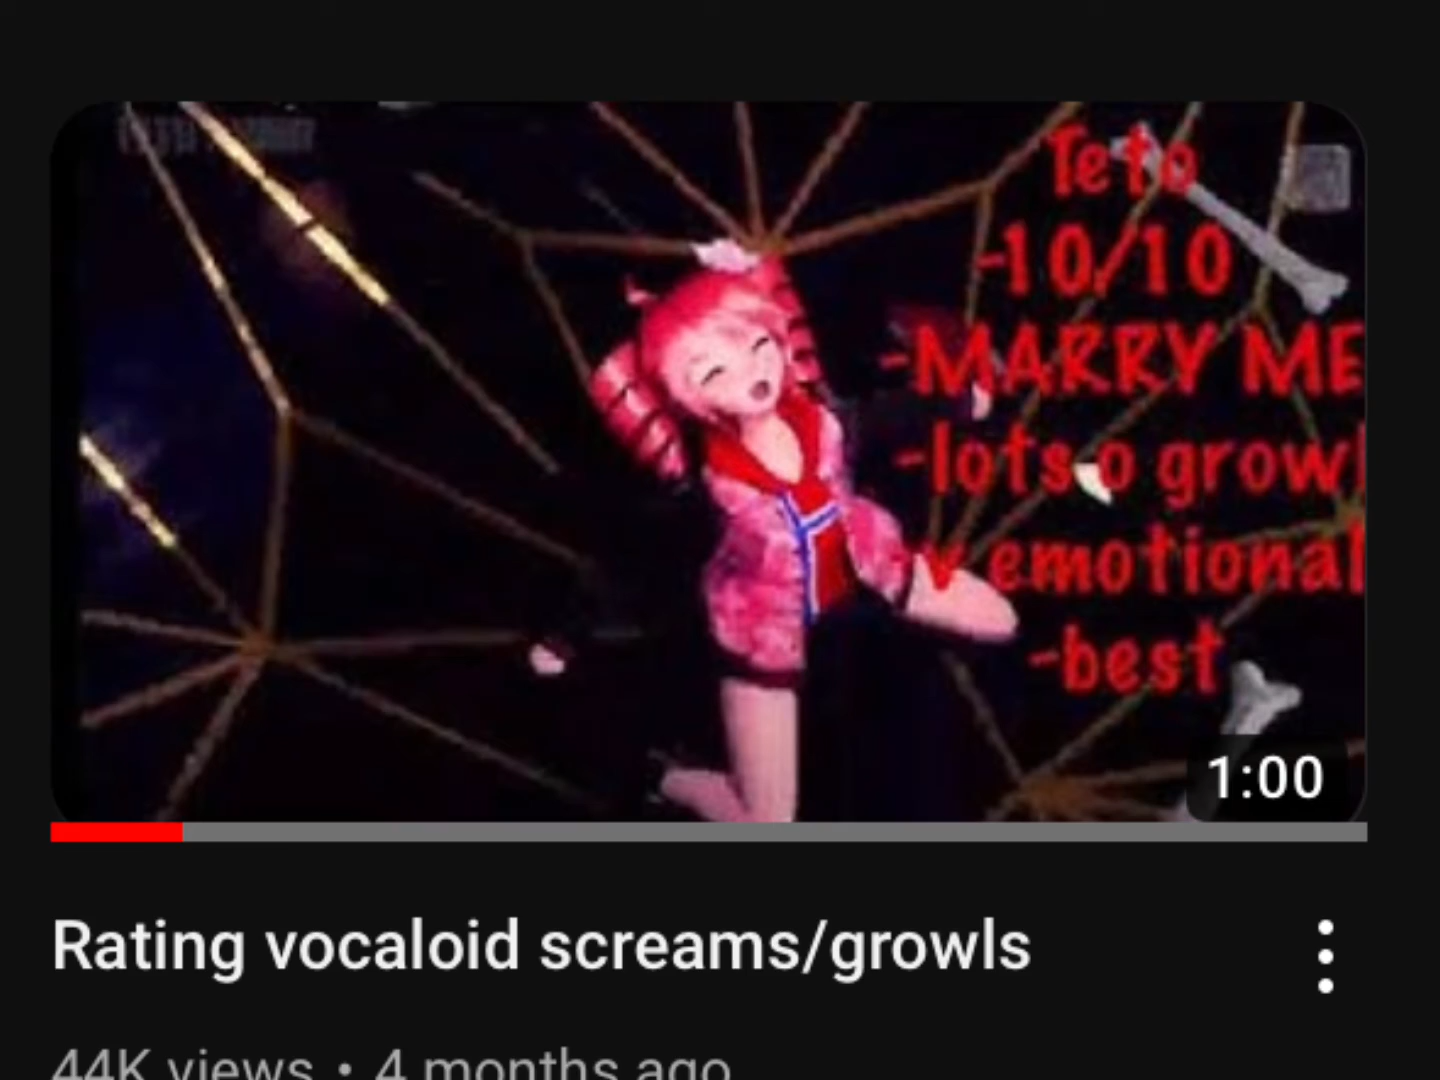 Teto
-10/10
-MARRY ME
-lots o growl
v emotional
-best
1:00
Rating vocaloid screams/growls
44K views • 4 months ago